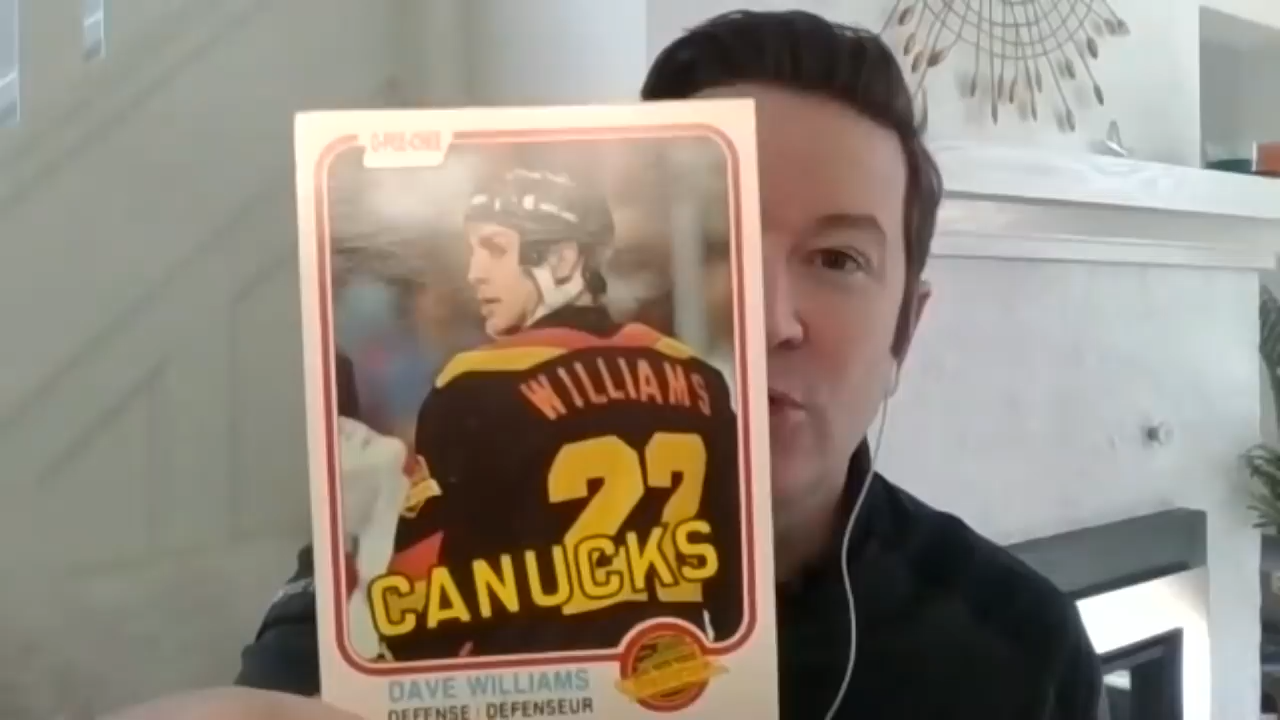 O-PEE-CHEE
WILLIAMS
22
CANUCKS
DAVE WILLIAMS
DEFENSE | DEFENSEUR